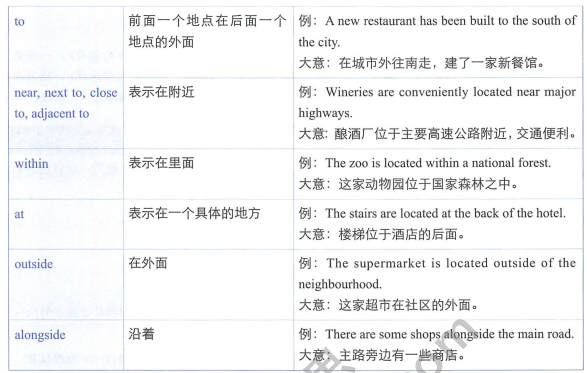 to
前面一个地点在后面一个
地点的外面
例：A new restaurant has been built to the south of
the city.
大意：在城市外往南走，建了一家新餐馆。
near, next to, close
to, adjacent to
表示在附近
例：Wineries are conveniently located near major
highways.
大意：酿酒厂位于主要高速公路附近，交通便利。
within
表示在里面
例：The zoo is located within a national forest.
大意：这家动物园位于国家森林之中。
at
表示在一个具体的地方
例：The stairs are located at the back of the hotel.
大意：楼梯位于酒店的后面。
outside
在外面
例：The supermarket is located outside of the
neighbourhood.
大意：这家超市在社区的外面。
alongside
沿着
例：There are some shops alongside the main road.
大意：主路旁边有一些商店。